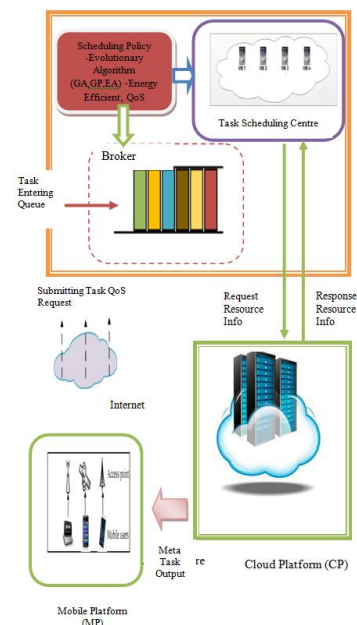 Scheduling Policy
-Evolutionary
Algorithm
(GA,GP,EA) -Energy
Efficient, QoS
VM 1 VM 2 VM 3 VM n
Task Scheduling Centre
Broker
Task
Entering
Queue
Submitting Task QoS
Request
Request
Resource
Info
Response
Resource
Info
Internet
Access point
Mobile users
Meta
Task
Output
re
Cloud Platform (CP)
Mobile Platform
(MP)